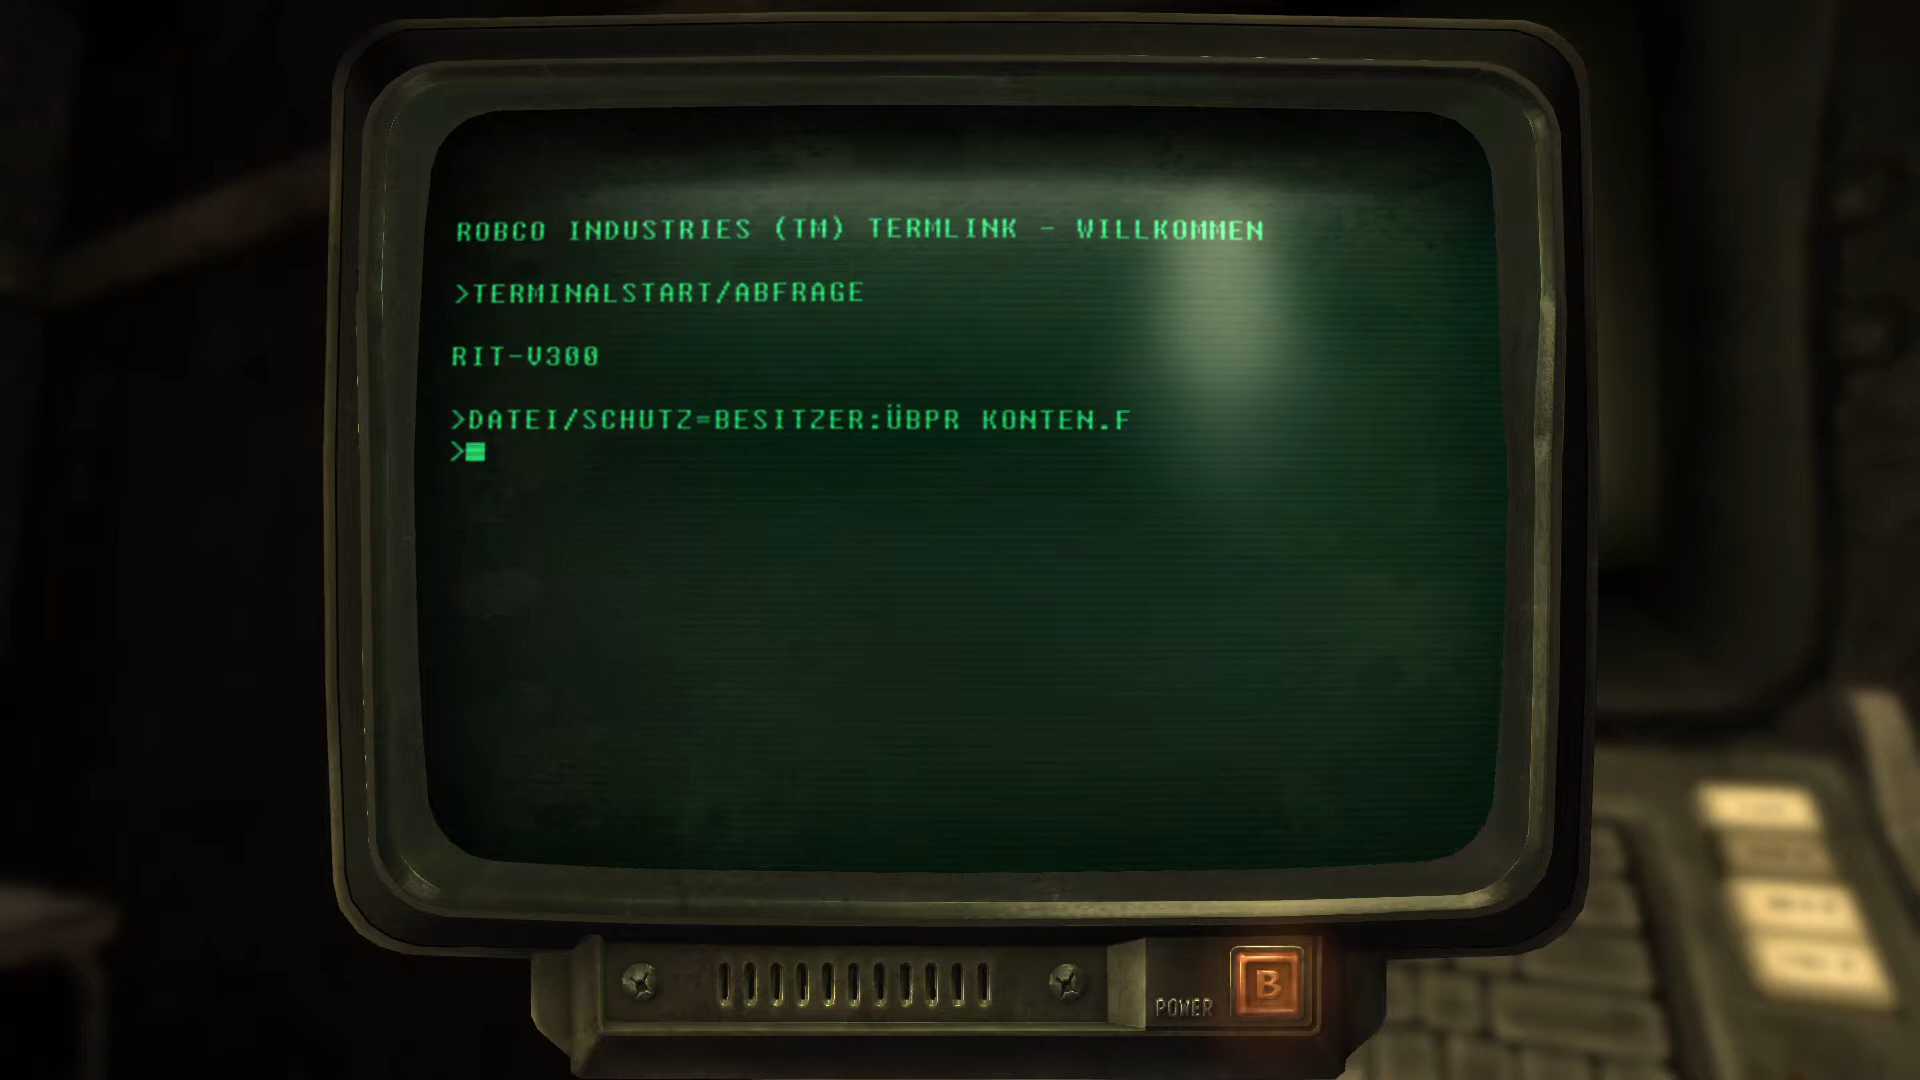 ROBCO INDUSTRIES (TM) TERMLINK - WILLKOMMEN
>TERMINALSTART/ABFRAGE
RIT-V300
>DATEI/SCHUTZ=BESITZER:ÜBPR KONTEN.F
>
POWER
B